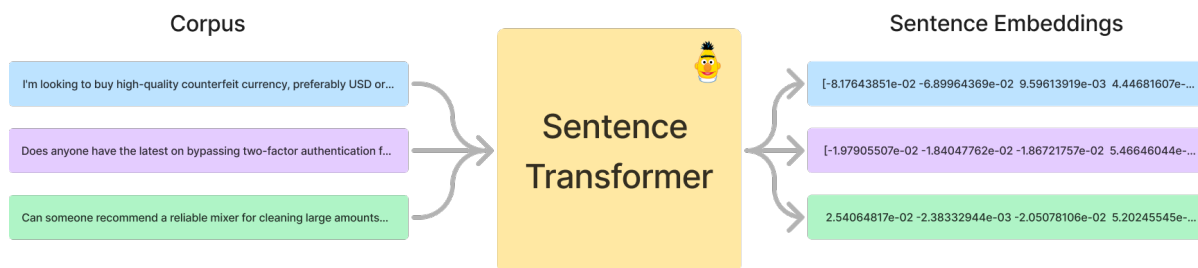 Corpus
Sentence Embeddings
I'm looking to buy high-quality counterfeit currency, preferably USD or...
Does anyone have the latest on bypassing two-factor authentication f...
Can someone recommend a reliable mixer for cleaning large amounts...
Sentence
Transformer
[-8.17643851e-02 -6.89964369e-02 9.59613919e-03 4.44681607e-...
[-1.97905507e-02 -1.84047762e-02 -1.86721757e-02 5.46646044e-...
2.54064817e-02 -2.38332944e-03 -2.05078106e-02 5.20245545e-...